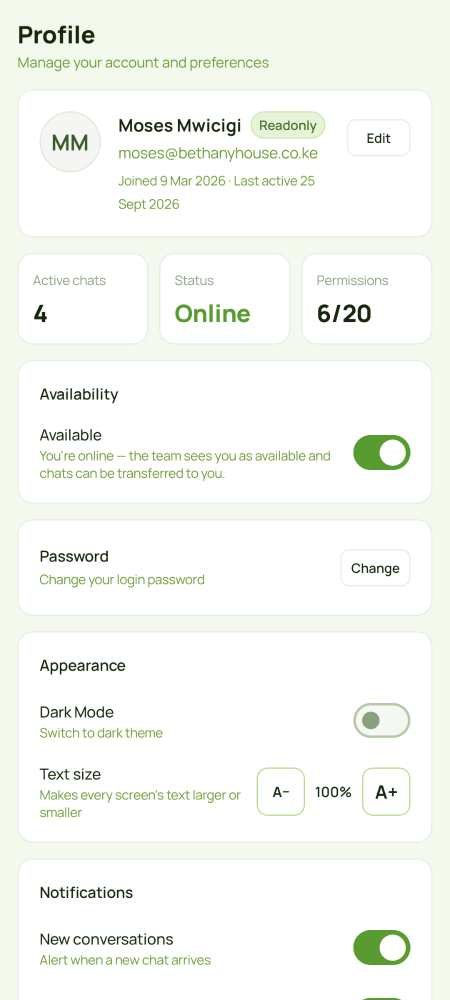 Profile
Manage your account and preferences
MM
Moses Mwicigi Readonly
moses@bethanyhouse.co.ke
Joined 9 Mar 2026 · Last active 25
Sept 2026
Edit
Active chats
4
Status
Online
Permissions
6/20
Availability
Available
You're online — the team sees you as available and
chats can be transferred to you.
Password
Change your login password
Change
Appearance
Dark Mode
Switch to dark theme
Text size
Makes every screen's text larger or
smaller
A− 100% A+
Notifications
New conversations
Alert when a new chat arrives